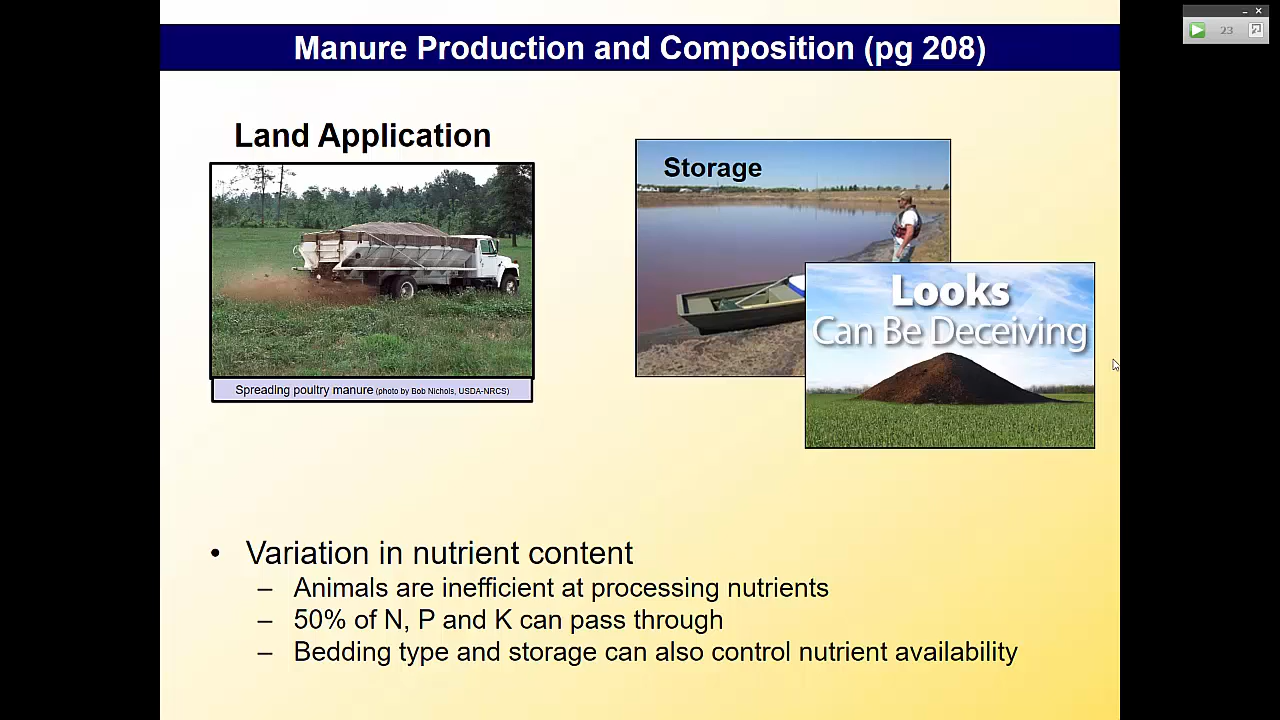 Manure Production and Composition (pg 208)
Land Application
Spreading poultry manure (photo by Bob Nichols, USDA-NRCS)
Storage
Looks
Can Be Deceiving
• Variation in nutrient content
– Animals are inefficient at processing nutrients
– 50% of N, P and K can pass through
– Bedding type and storage can also control nutrient availability
23